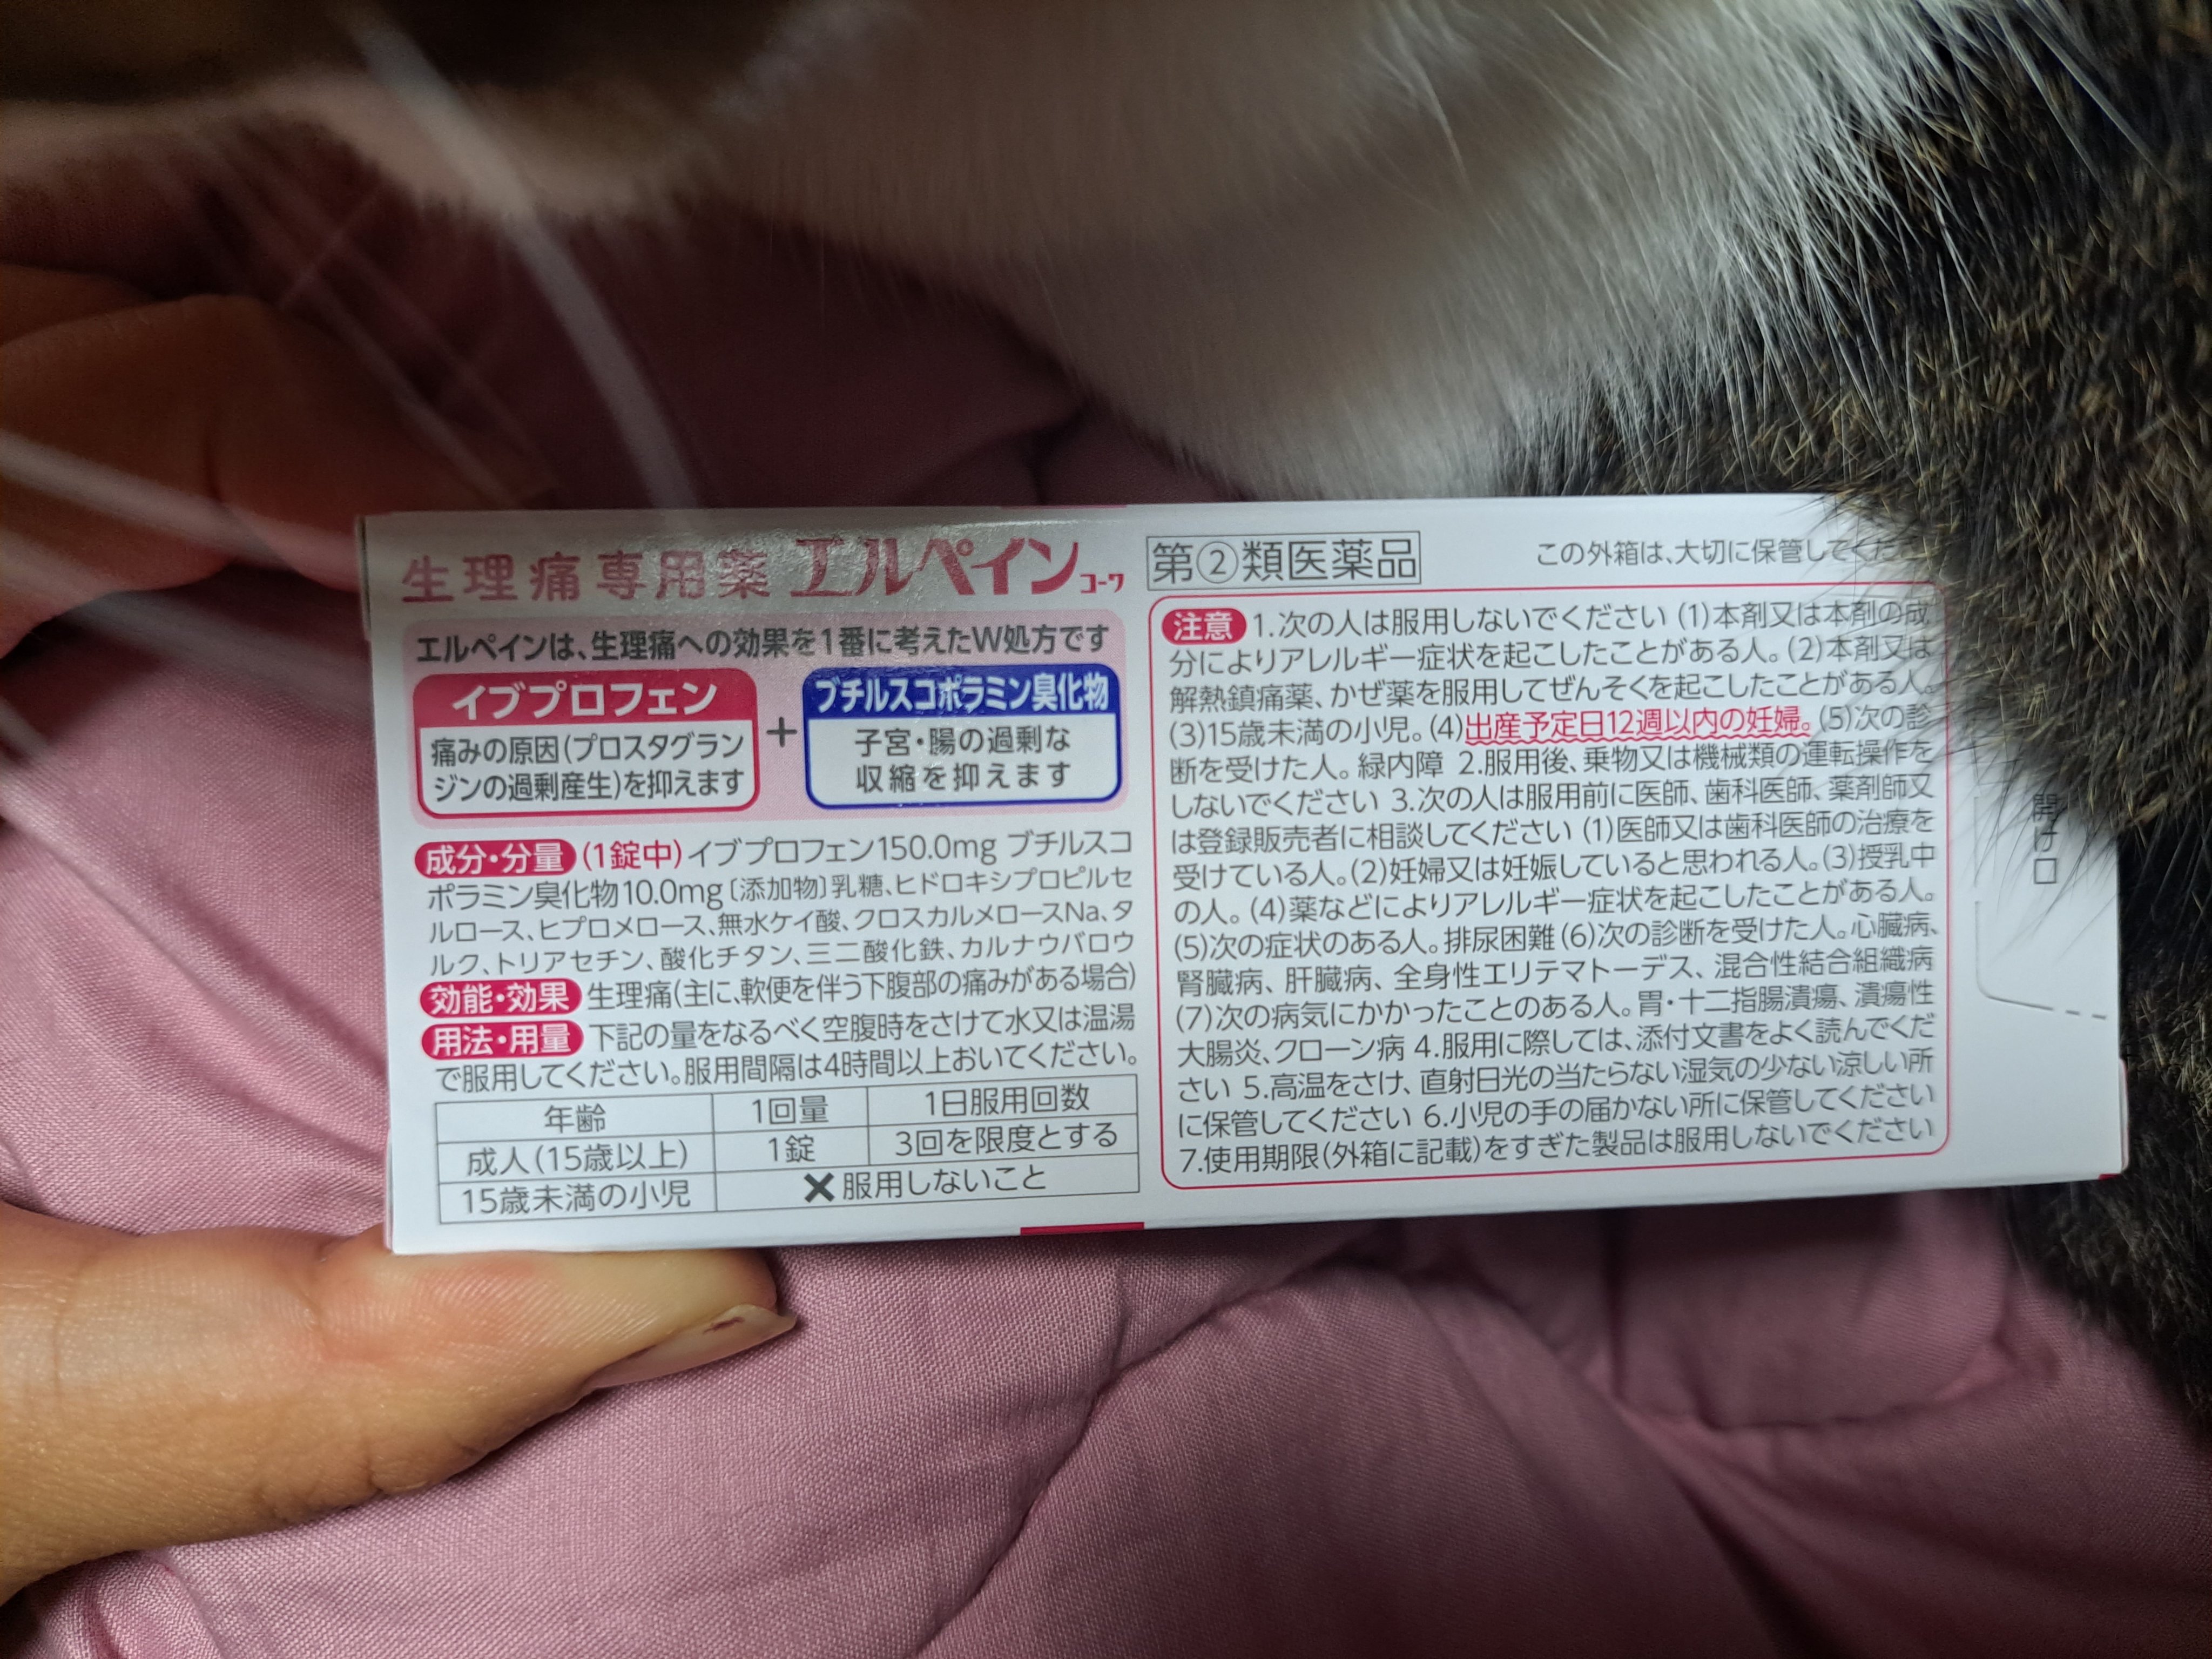 生理痛専用薬 エルペインコーワ
エルペインは、生理痛への効果を1番に考えたW処方です
イブプロフェン
痛みの原因(プロスタグラン
ジンの過剰産生)を抑えます
+
ブチルスコポラミン臭化物
子宮・腸の過剰な
収縮を抑えます
成分・分量 (1錠中)イブプロフェン150.0mg ブチルスコ
ポラミン臭化物10.0mg〔添加物〕乳糖、ヒドロキシプロピルセ
ルロース、ヒプロメロース、無水ケイ酸、クロスカルメロースNa、タ
ルク、トリアセチン、酸化チタン、三二酸化鉄、カルナウバロウ
効能・効果 生理痛(主に、軟便を伴う下腹部の痛みがある場合)
用法・用量 下記の量をなるべく空腹時をさけて水又は温湯
で服用してください。服用間隔は4時間以上おいてください。
年齢 1回量 1日服用回数
成人(15歳以上) 1錠 3回を限度とする
15歳未満の小児 ✕服用しないこと
第②類医薬品
この外箱は、大切に保管してくだ
注意 1.次の人は服用しないでください (1)本剤又は本剤の成
分によりアレルギー症状を起こしたことがある人。(2)本剤又は
解熱鎮痛薬、かぜ薬を服用してぜんそくを起こしたことがある人。
(3)15歳未満の小児。(4)出産予定日12週以内の妊婦。(5)次の診
断を受けた人。緑内障 2.服用後、乗物又は機械類の運転操作を
しないでください 3.次の人は服用前に医師、歯科医師、薬剤師又
は登録販売者に相談してください (1)医師又は歯科医師の治療を
受けている人。(2)妊婦又は妊娠していると思われる人。(3)授乳中
の人。(4)薬などによりアレルギー症状を起こしたことがある人。
(5)次の症状のある人。排尿困難 (6)次の診断を受けた人。心臓病、
腎臓病、肝臓病、全身性エリテマトーデス、混合性結合組織病
(7)次の病気にかかったことのある人。胃・十二指腸潰瘍、潰瘍性
大腸炎、クローン病 4.服用に際しては、添付文書をよく読んでくだ
さい 5.高温をさけ、直射日光の当たらない湿気の少ない涼しい所
に保管してください 6.小児の手の届かない所に保管してください
7.使用期限(外箱に記載)をすぎた製品は服用しないでください
開け口